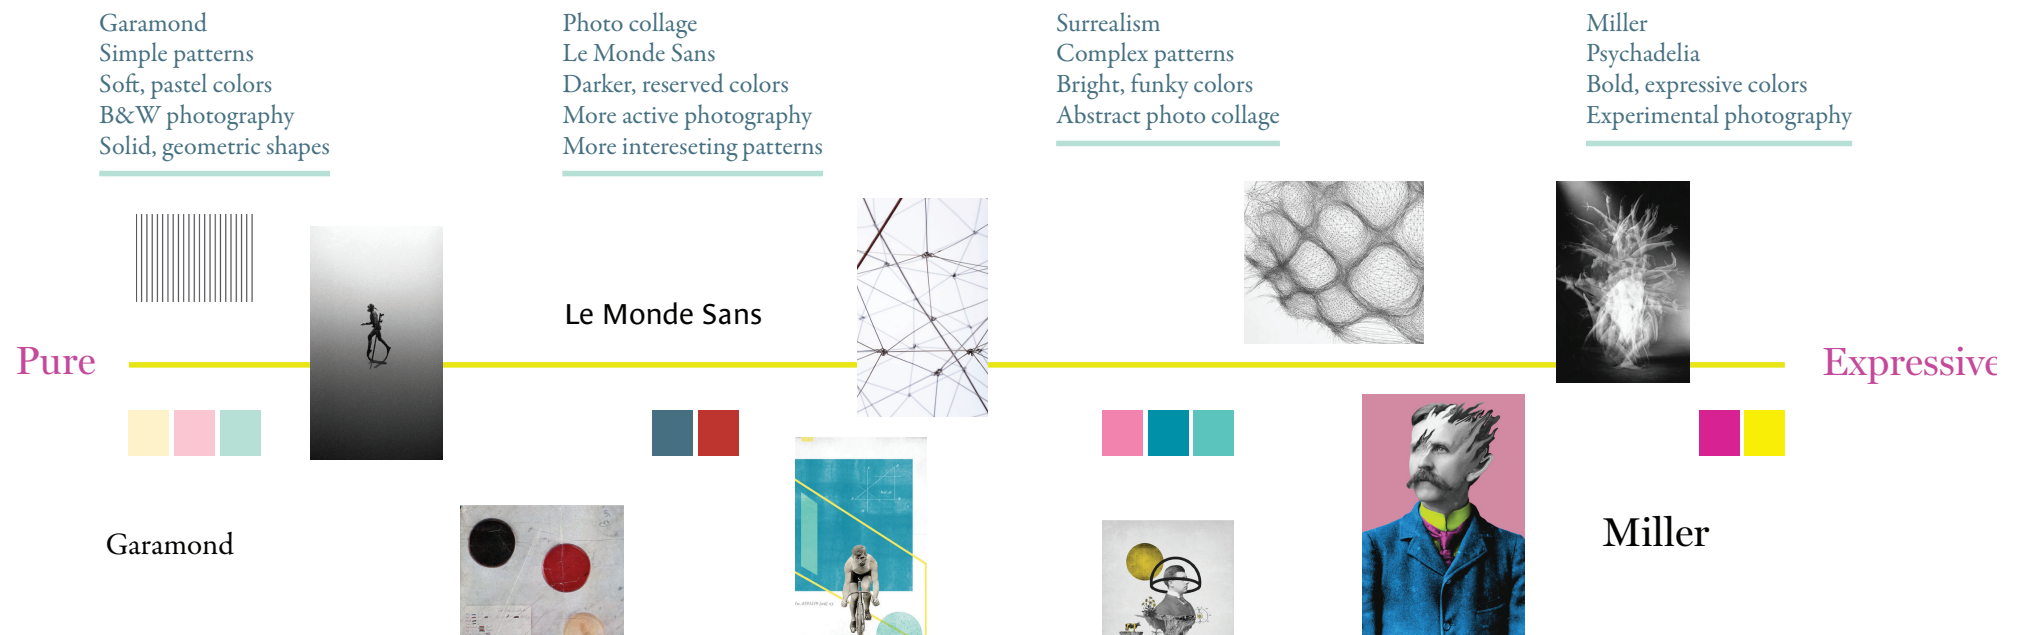 Garamond
Simple patterns
Soft, pastel colors
B&W photography
Solid, geometric shapes
Photo collage
Le Monde Sans
Darker, reserved colors
More active photography
More intereseting patterns
Surrealism
Complex patterns
Bright, funky colors
Abstract photo collage
Miller
Psychadelia
Bold, expressive colors
Experimental photography
Le Monde Sans
Pure
Expressive
Garamond
Miller